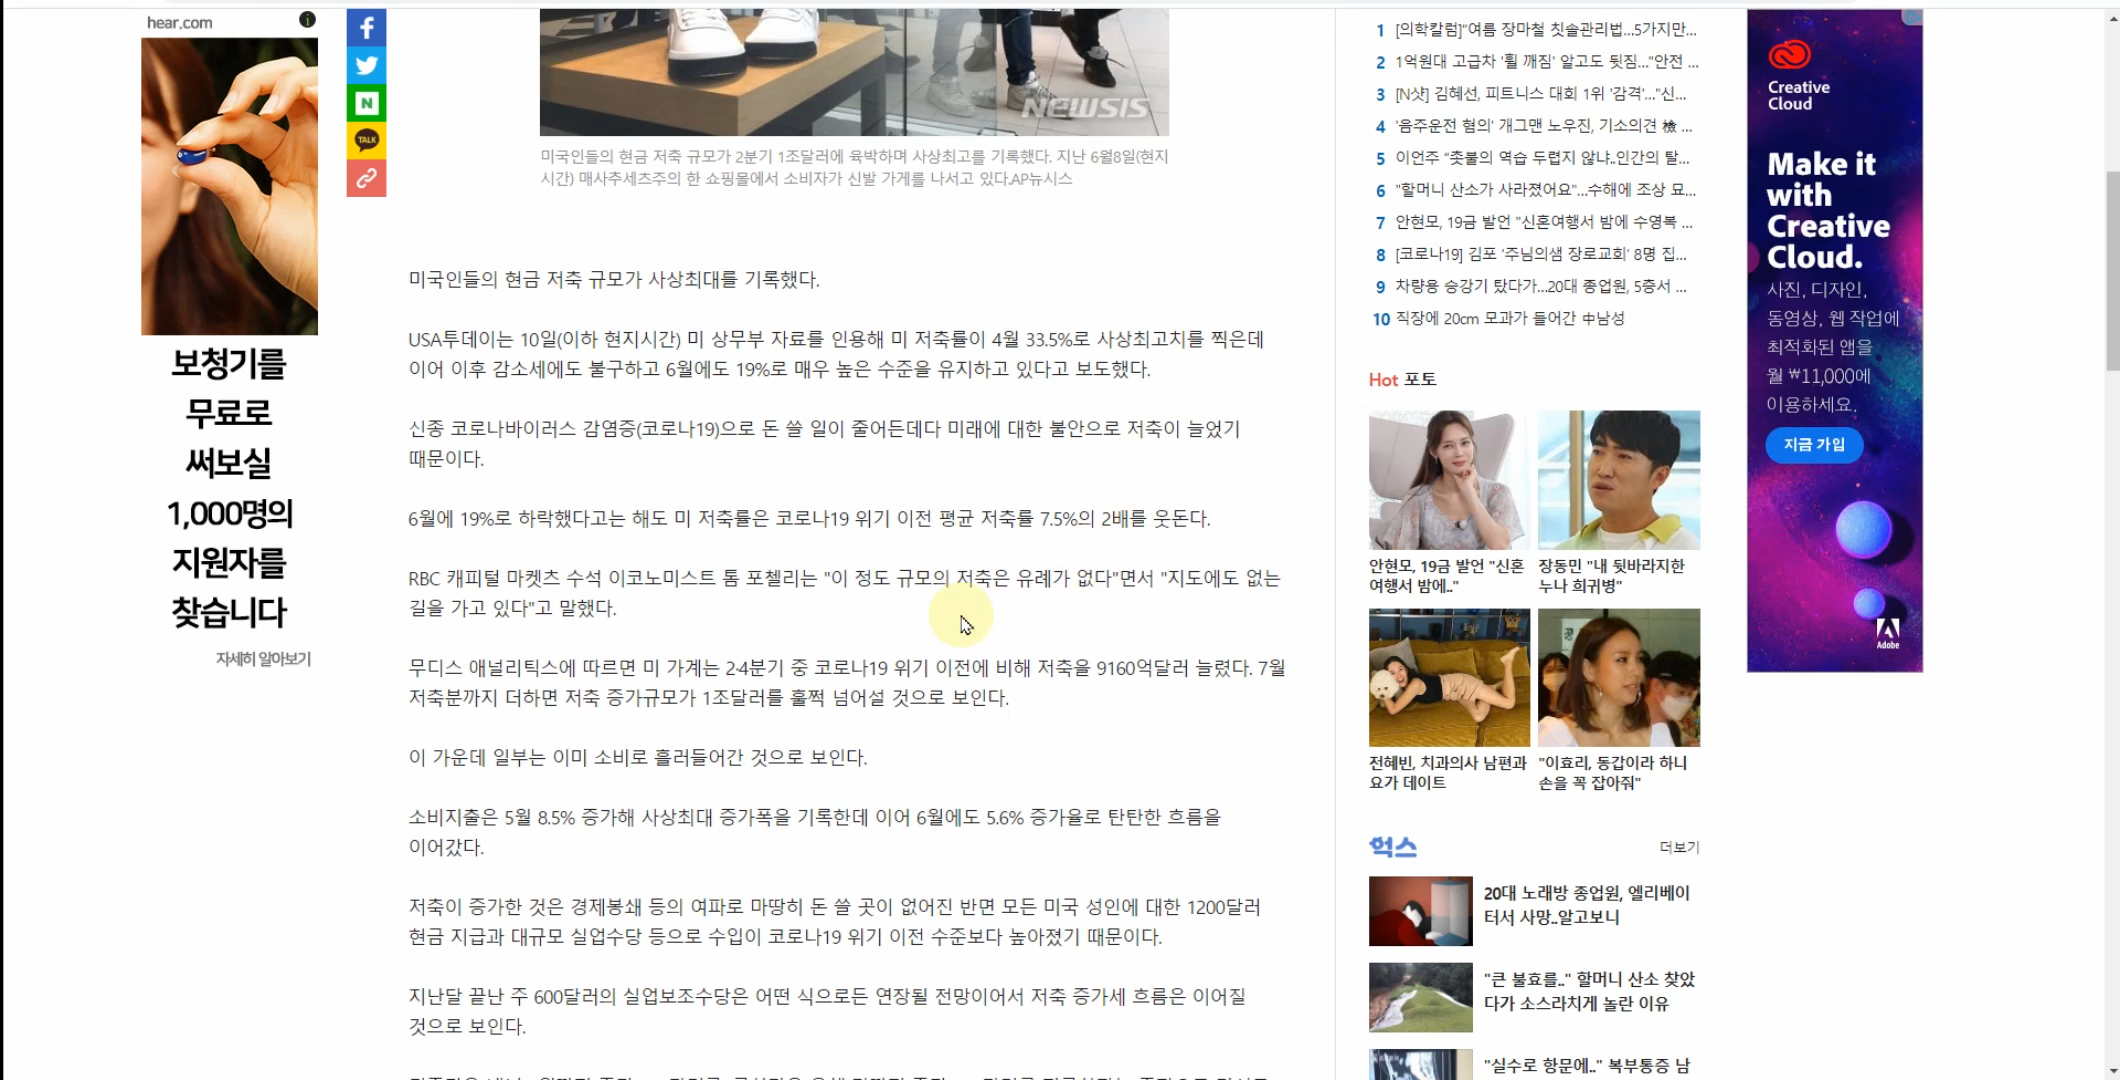 hear.com
보청기를
무료로
써보실
1,000명의
지원자를
찾습니다
자세히 알아보기
TALK
NEWSIS
미국인들의 현금 저축 규모가 2분기 1조달러에 육박하며 사상최고를 기록했다. 지난 6월8일(현지
시간) 매사추세츠주의 한 쇼핑몰에서 소비자가 신발 가게를 나서고 있다.AP뉴시스
미국인들의 현금 저축 규모가 사상최대를 기록했다.
USA투데이는 10일(이하 현지시간) 미 상무부 자료를 인용해 미 저축률이 4월 33.5%로 사상최고치를 찍은데
이어 이후 감소세에도 불구하고 6월에도 19%로 매우 높은 수준을 유지하고 있다고 보도했다.
신종 코로나바이러스 감염증(코로나19)으로 돈 쓸 일이 줄어든데다 미래에 대한 불안으로 저축이 늘었기
때문이다.
6월에 19%로 하락했다고는 해도 미 저축률은 코로나19 위기 이전 평균 저축률 7.5%의 2배를 웃돈다.
RBC 캐피털 마켓츠 수석 이코노미스트 톰 포첼리는 "이 정도 규모의 저축은 유례가 없다"면서 "지도에도 없는
길을 가고 있다"고 말했다.
무디스 애널리틱스에 따르면 미 가계는 2·4분기 중 코로나19 위기 이전에 비해 저축을 9160억달러 늘렸다. 7월
저축분까지 더하면 저축 증가규모가 1조달러를 훌쩍 넘어설 것으로 보인다.
이 가운데 일부는 이미 소비로 흘러들어간 것으로 보인다.
소비지출은 5월 8.5% 증가해 사상최대 증가폭을 기록한데 이어 6월에도 5.6% 증가율로 탄탄한 흐름을
이어갔다.
저축이 증가한 것은 경제봉쇄 등의 여파로 마땅히 돈 쓸 곳이 없어진 반면 모든 미국 성인에 대한 1200달러
현금 지급과 대규모 실업수당 등으로 수입이 코로나19 위기 이전 수준보다 높아졌기 때문이다.
지난달 끝난 주 600달러의 실업보조수당은 어떤 식으로든 연장될 전망이어서 저축 증가세 흐름은 이어질
것으로 보인다.
1 [의학칼럼]"여름 장마철 칫솔관리법...5가지만...
2 1억원대 고급차 '휠 깨짐' 알고도 뒷짐..."안전 ...
3 [N샷] 김혜선, 피트니스 대회 1위 '감격'..."신...
4 '음주운전 혐의' 개그맨 노우진, 기소의견 檢 ...
5 이언주 "촛불의 역습 두렵지 않냐..인간의 탈...
6 "할머니 산소가 사라졌어요"...수해에 조상 묘...
7 안현모, 19금 발언 "신혼여행서 밤에 수영복 ...
8 [코로나19] 김포 '주님의샘 장로교회' 8명 집...
9 차량용 승강기 탔다가...20대 종업원, 5층서 ...
10 직장에 20cm 모과가 들어간 中남성
Hot 포토
안현모, 19금 발언 "신혼
여행서 밤에.."
장동민 "내 뒷바라지한
누나 희귀병"
전혜빈, 치과의사 남편과
요가 데이트
"이효리, 동갑이라 하니
손을 꼭 잡아줘"
헉스
더보기
20대 노래방 종업원, 엘리베이
터서 사망..알고보니
"큰 불효를.." 할머니 산소 찾았
다가 소스라치게 놀란 이유
"실수로 항문에.." 복부통증 남
Creative
Cloud
Make it
with
Creative
Cloud.
사진, 디자인,
동영상, 웹 작업에
최적화된 앱을
월 ₩11,000에
이용하세요.
지금 가입
Adobe